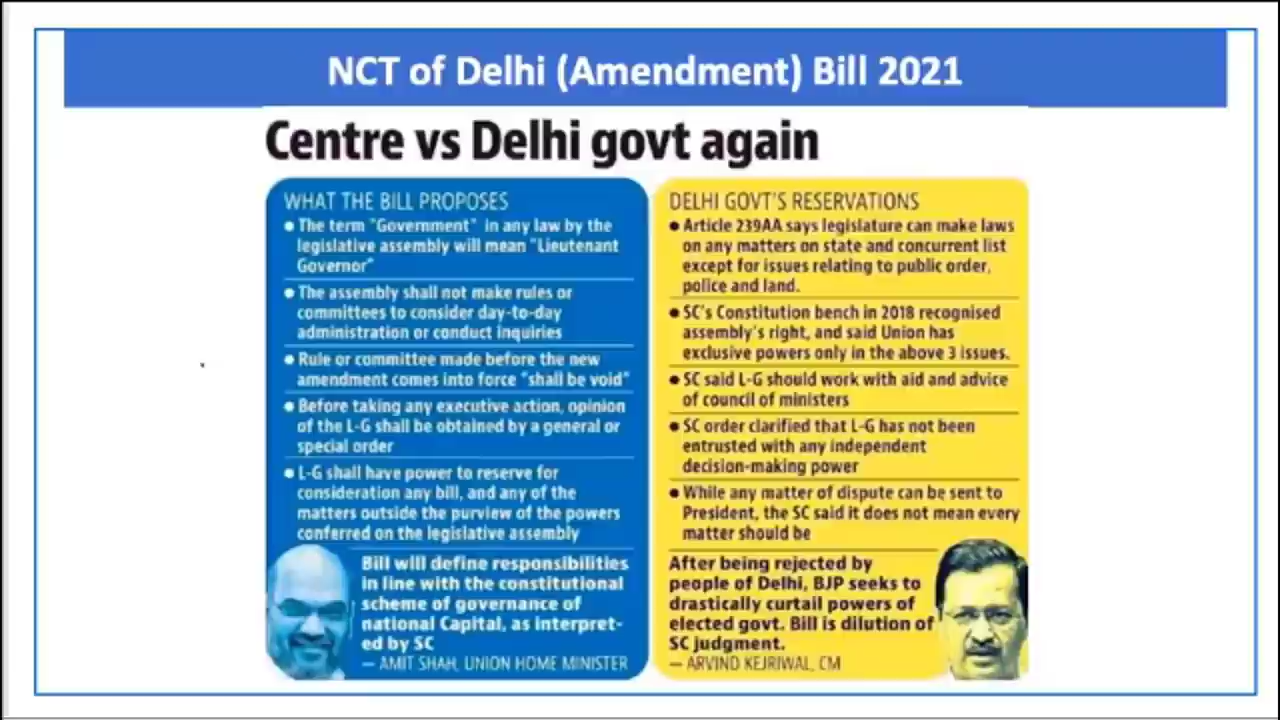 NCT of Delhi (Amendment) Bill 2021
Centre vs Delhi govt again
WHAT THE BILL PROPOSES
• The term "Government" in any law by the
legislative assembly will mean "Lieutenant
Governor"
• The assembly shall not make rules or
committees to consider day-to-day
administration or conduct inquiries
• Rule or committee made before the new
amendment comes into force "shall be void"
• Before taking any executive action, opinion
of the L-G shall be obtained by a general or
special order
• L-G shall have power to reserve for
consideration any bill, and any of the
matters outside the purview of the powers
conferred on the legislative assembly
Bill will define responsibilities
in line with the constitutional
scheme of governance of
national Capital, as interpret-
ed by SC
— AMIT SHAH, UNION HOME MINISTER
DELHI GOVT'S RESERVATIONS
• Article 239AA says legislature can make laws
on any matters on state and concurrent list
except for issues relating to public order,
police and land.
• SC's Constitution bench in 2018 recognised
assembly's right, and said Union has
exclusive powers only in the above 3 issues.
• SC said L-G should work with aid and advice
of council of ministers
• SC order clarified that L-G has not been
entrusted with any independent
decision-making power
• While any matter of dispute can be sent to
President, the SC said it does not mean every
matter should be
After being rejected by
people of Delhi, BJP seeks to
drastically curtail powers of
elected govt. Bill is dilution of
SC judgment.
— ARVIND KEJRIWAL, CM